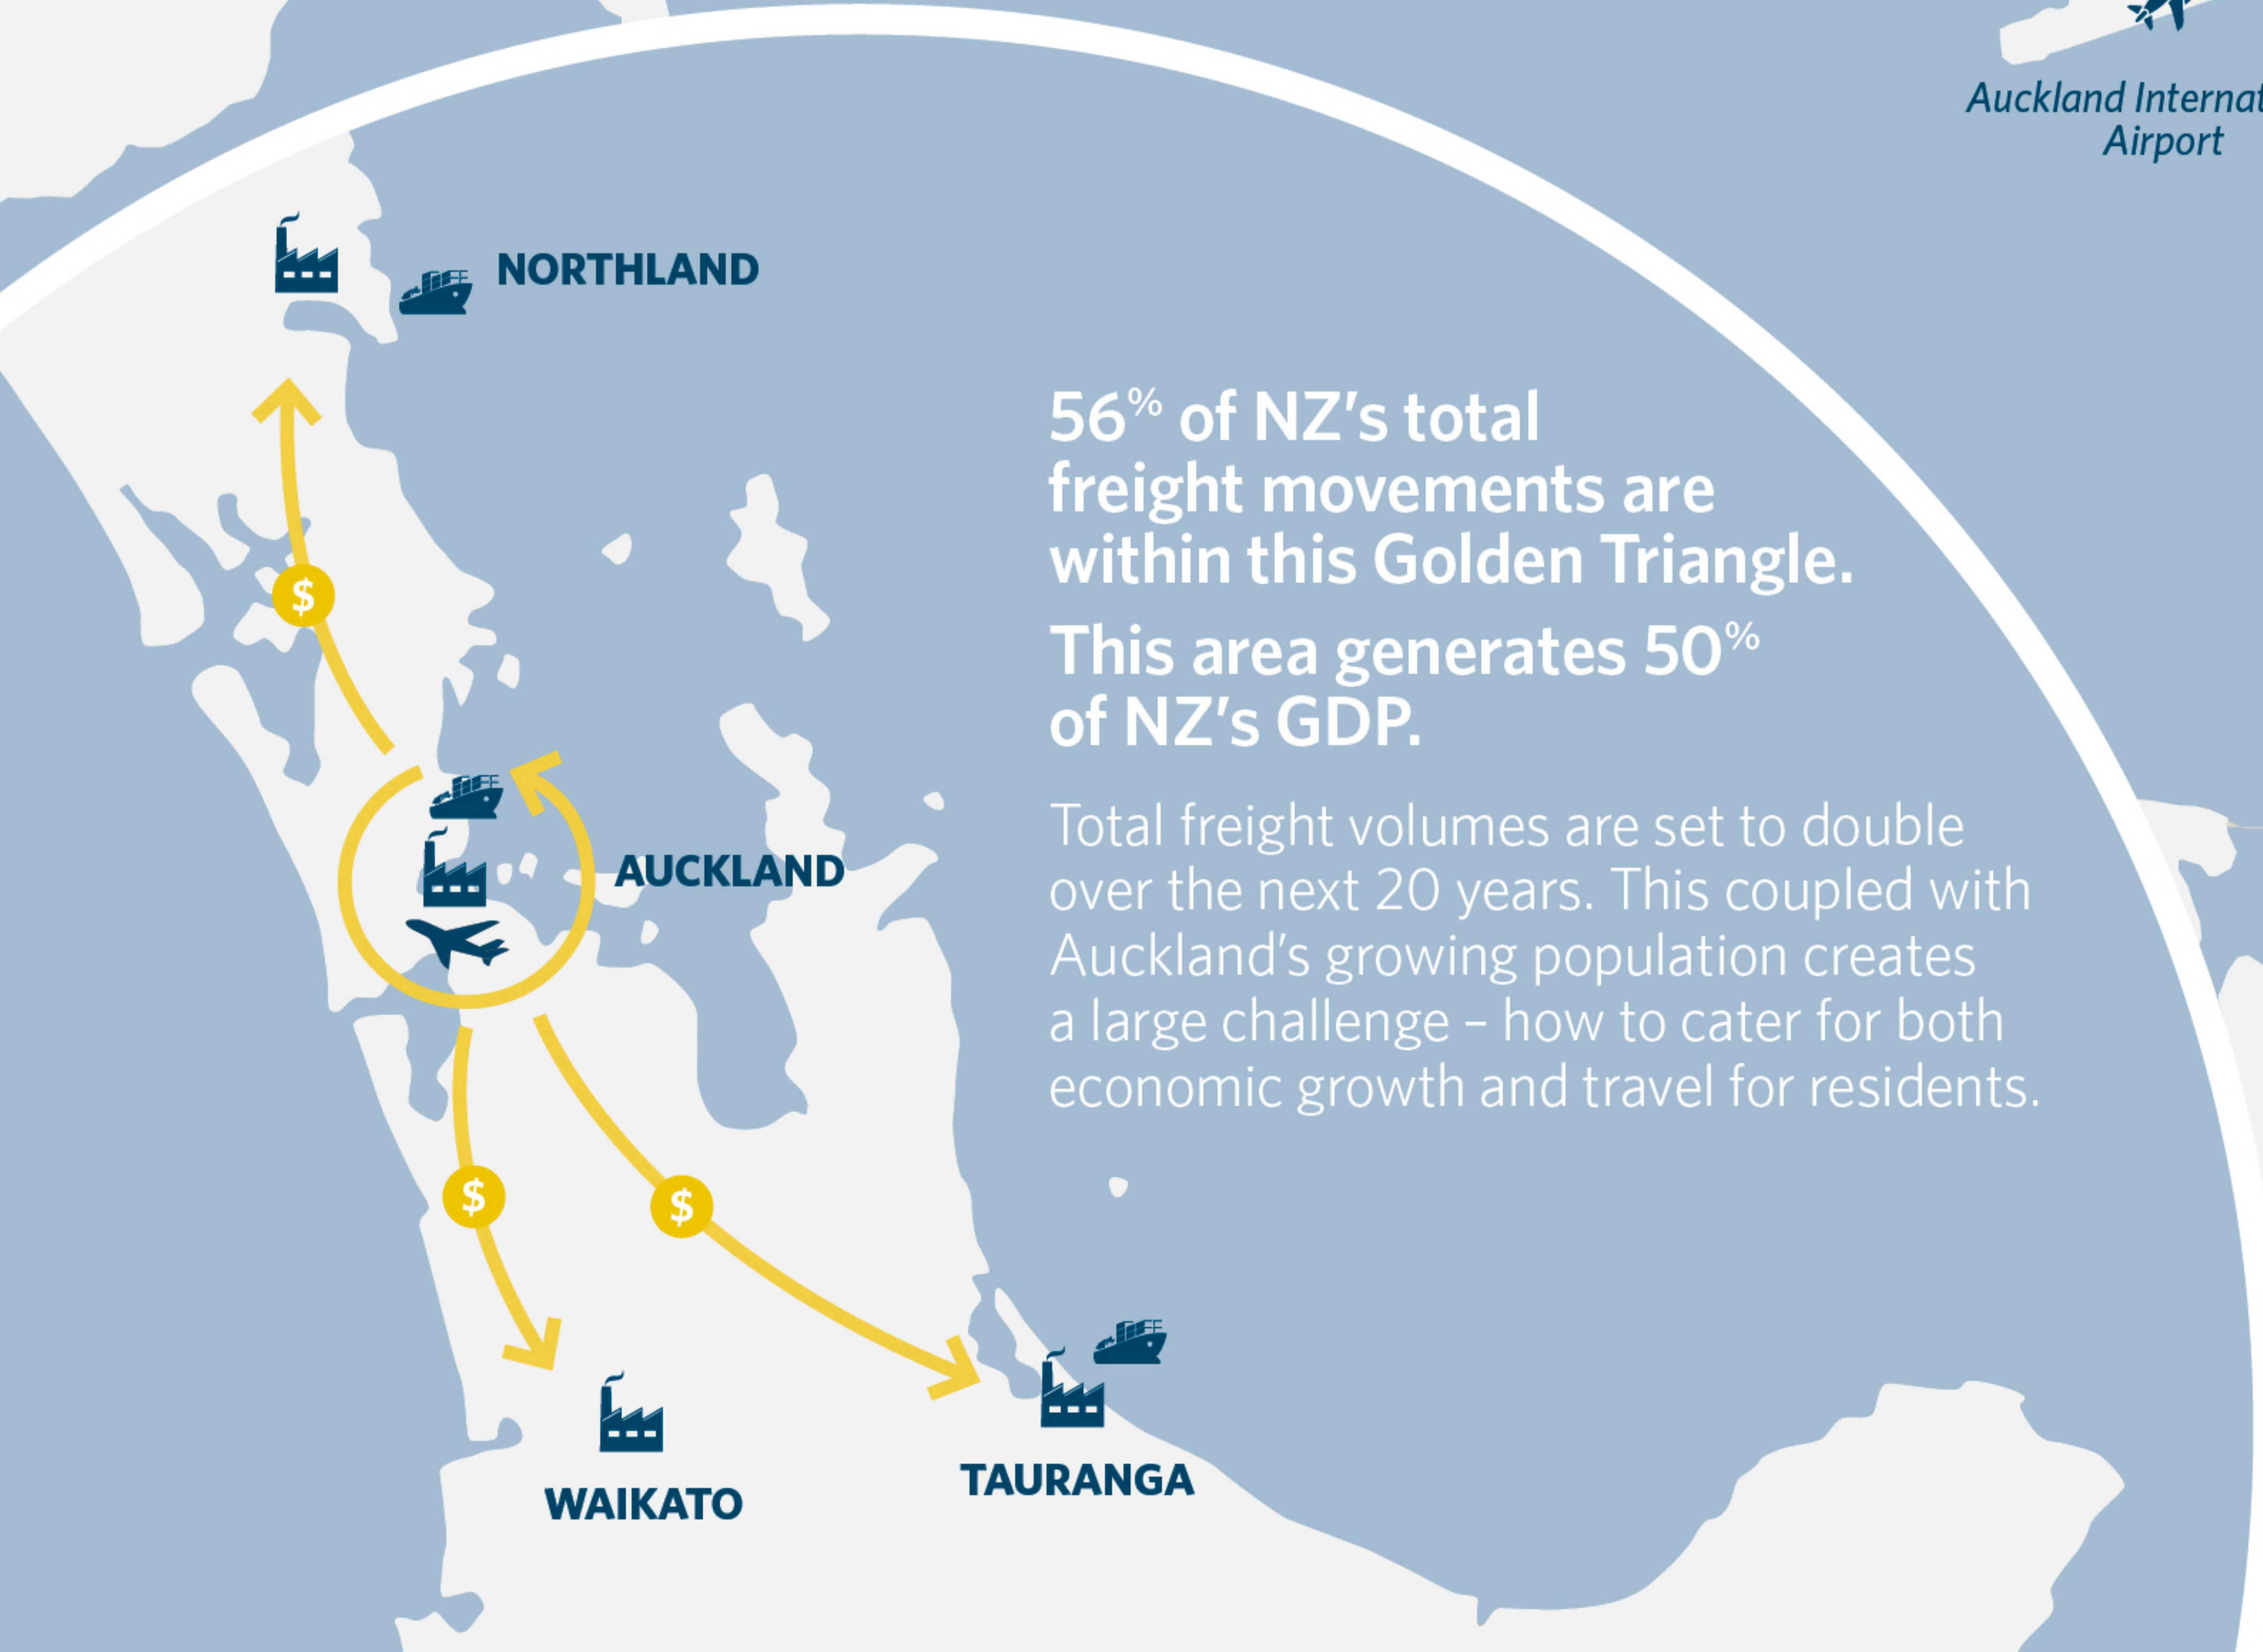 Auckland
Airport
NORTHLAND
56% of NZ's total
freight movements are
within this Golden Triangle.
This area generates 50%
of NZ's GDP.
Total freight volumes are set to double
over the next 20 years. This coupled with
Auckland's growing population creates
a large challenge – how to cater for both
economic growth and travel for residents.
$
AUCKLAND
$
$
TAURANGA
WAIKATO